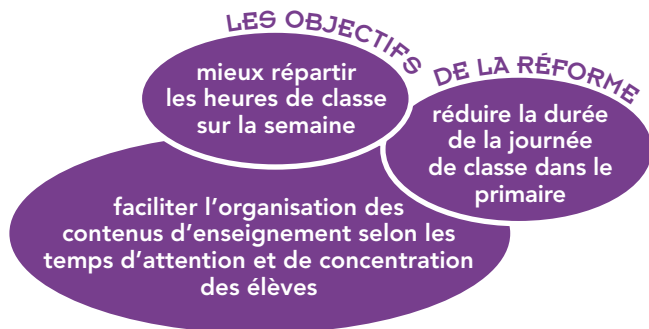 LES OBJECTIFS
DE LA RÉFORME
mieux répartir
les heures de classe
sur la semaine
réduire la durée
de la journée
de classe dans le
primaire
faciliter l’organisation des
contenus d’enseignement selon les
temps d’attention et de concentration
des élèves